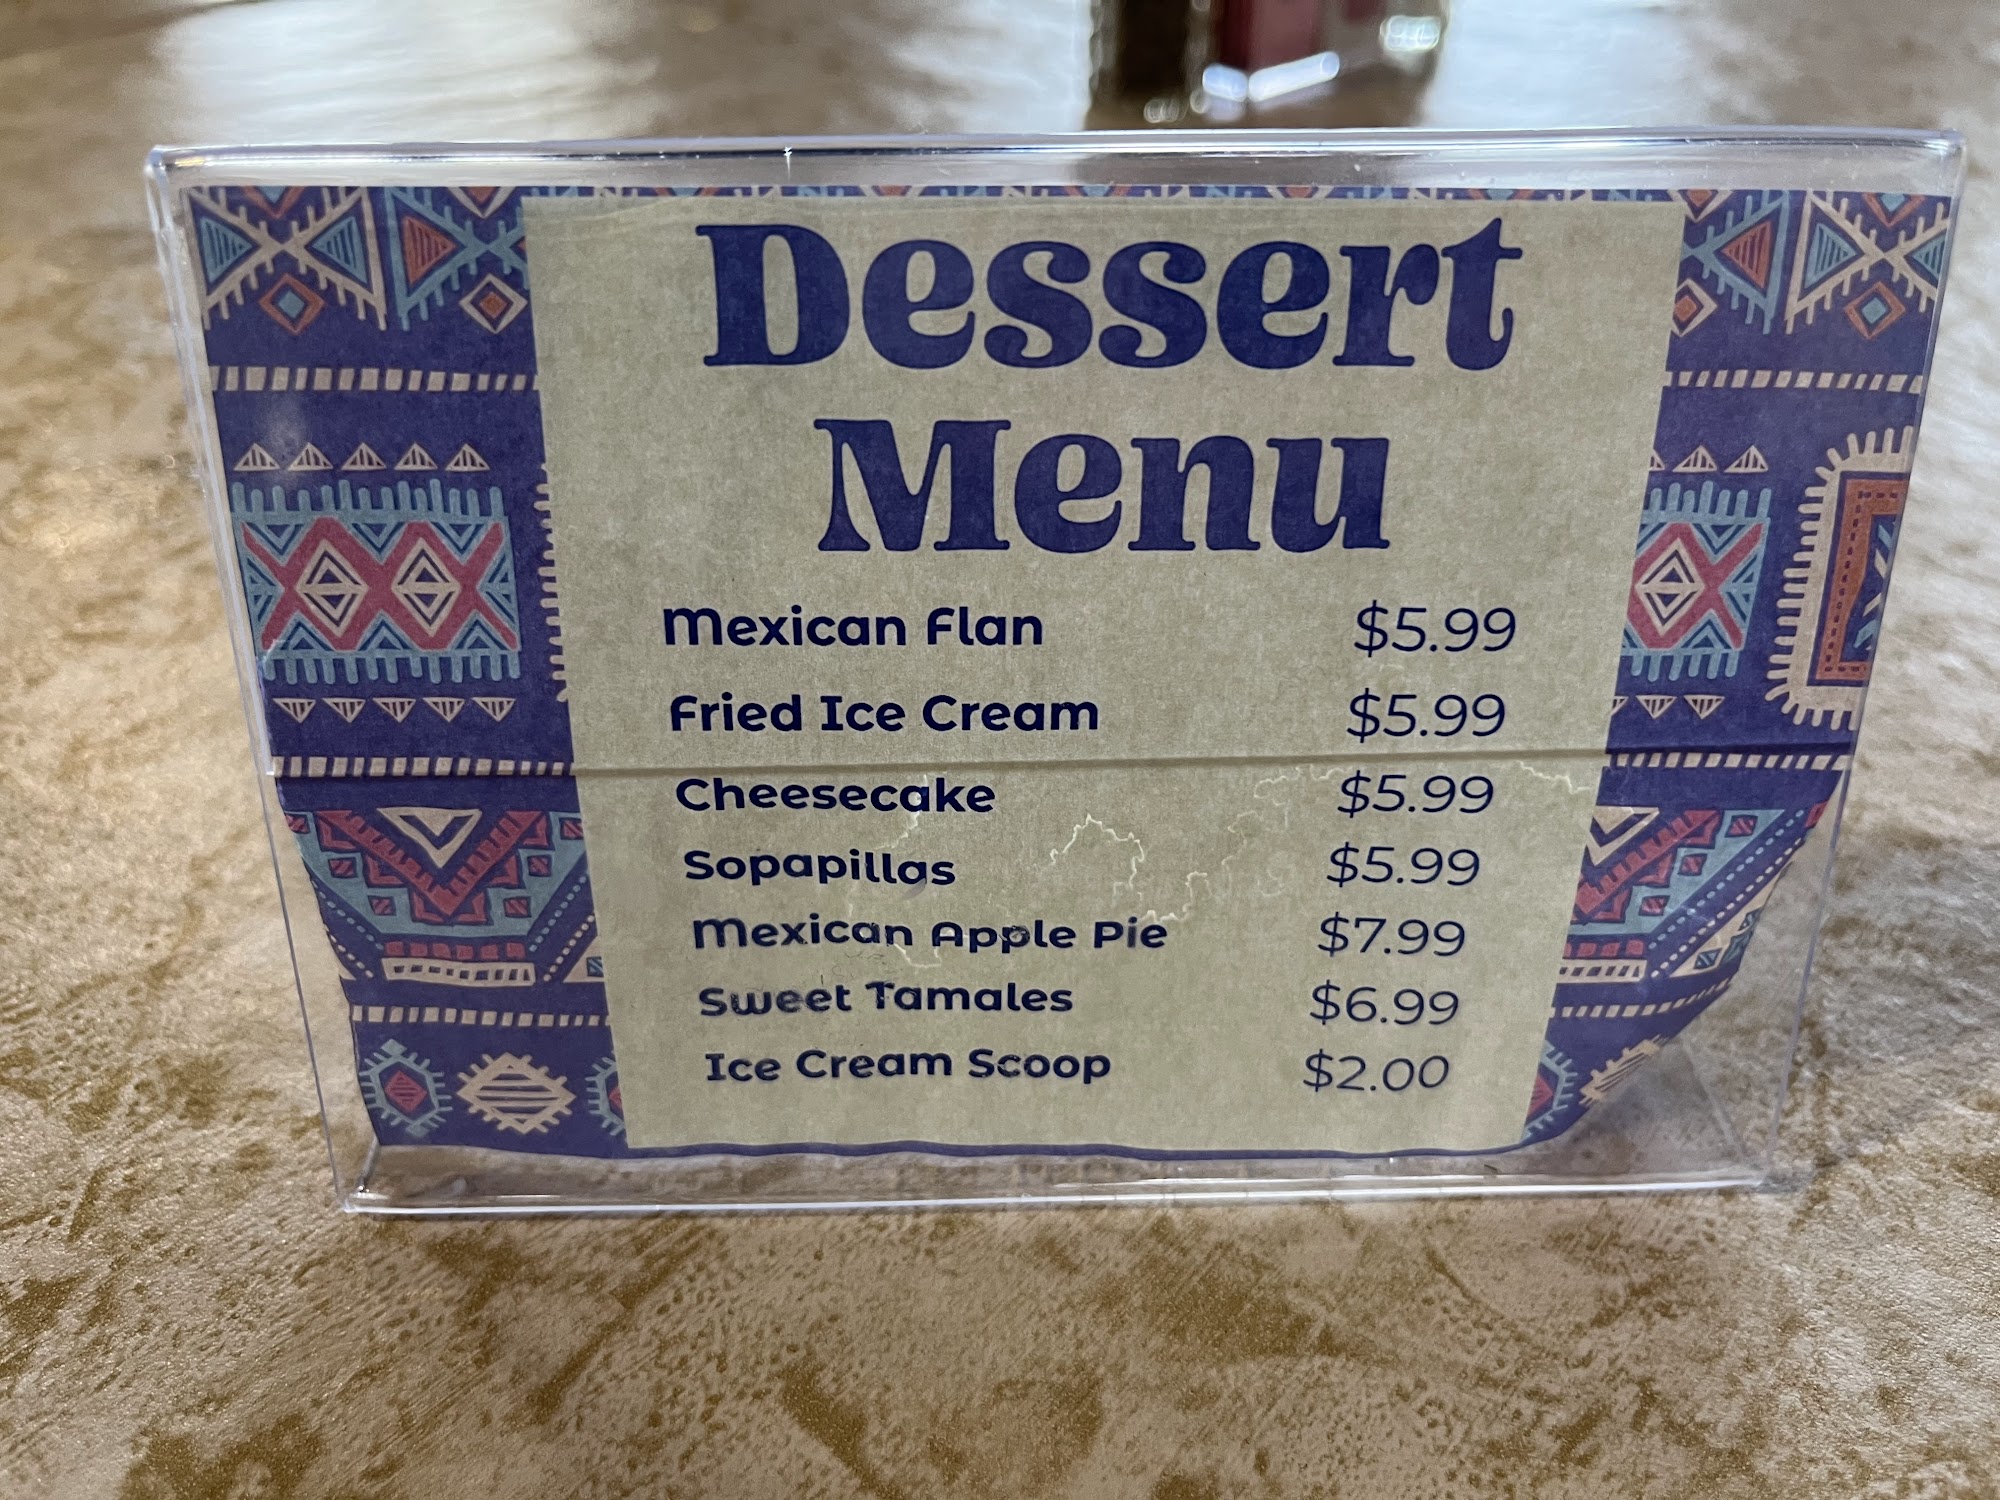 Dessert
Menu
Mexican Flan $5.99
Fried Ice Cream $5.99
Cheesecake $5.99
Sopapillas $5.99
Mexican Apple Pie $7.99
Sweet Tamales $6.99
Ice Cream Scoop $2.00